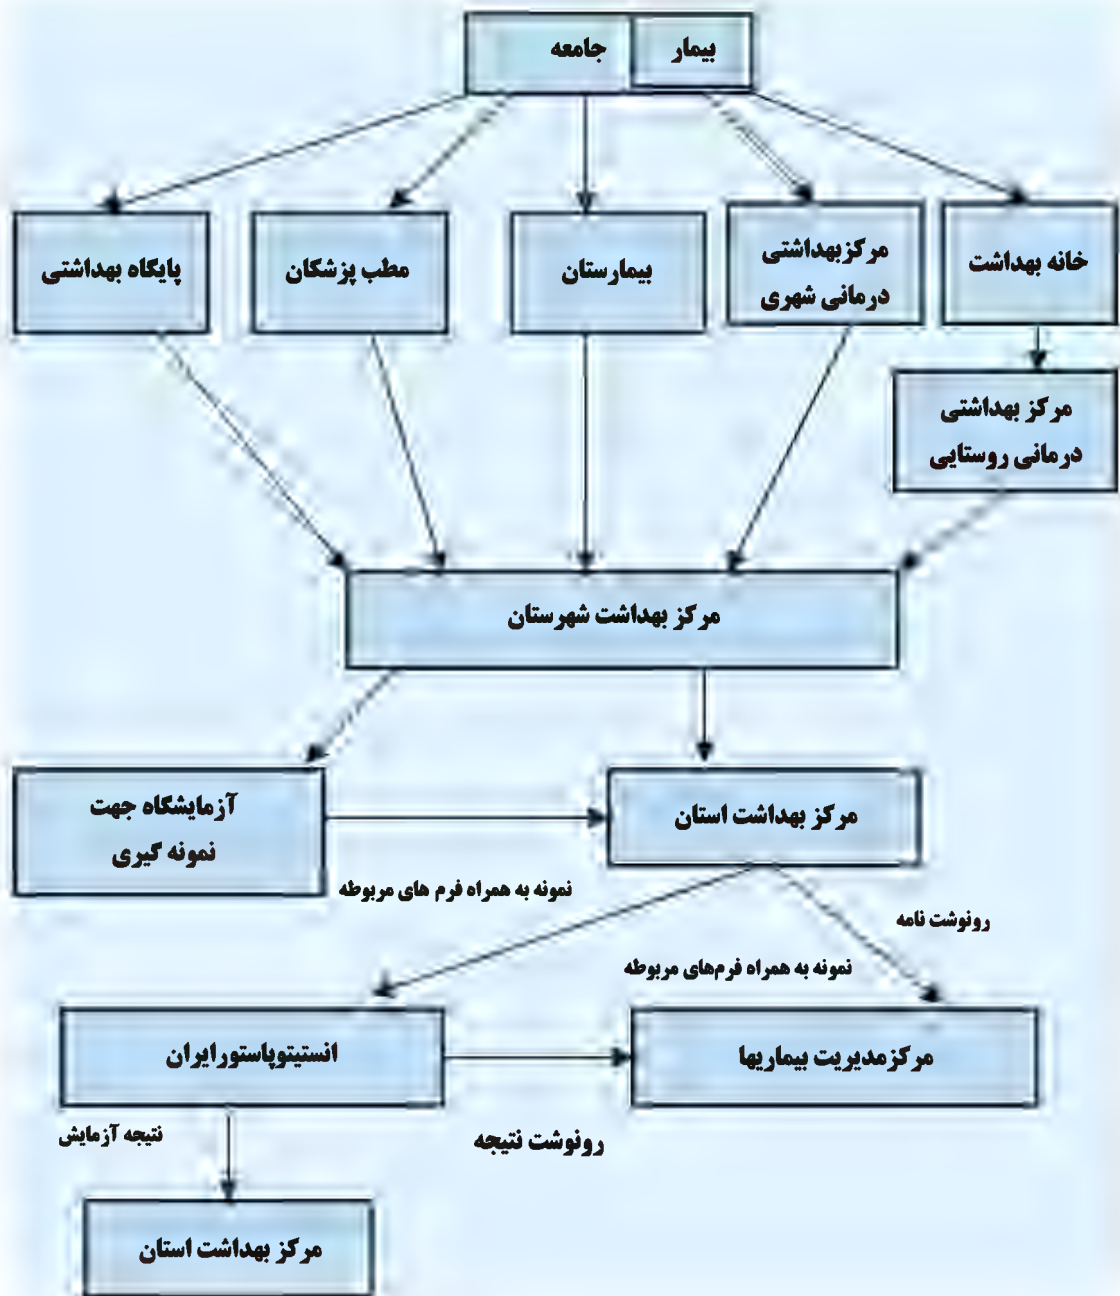 بیمار
جامعه
خانه بهداشت
مرکزبهداشتی
درمانی شهری
بیمارستان
مطب پزشکان
پایگاه بهداشتی
مرکز بهداشتی
درمانی روستایی
مرکز بهداشت شهرستان
مرکز بهداشت استان
آزمایشگاه جهت
نمونه گیری
نمونه به همراه فرم های مربوطه
رونوشت نامه
نمونه به همراه فرم‌های مربوطه
مرکزمدیریت بیماریها
انستیتوپاستورایران
رونوشت نتیجه
نتیجه آزمایش
مرکز بهداشت استان